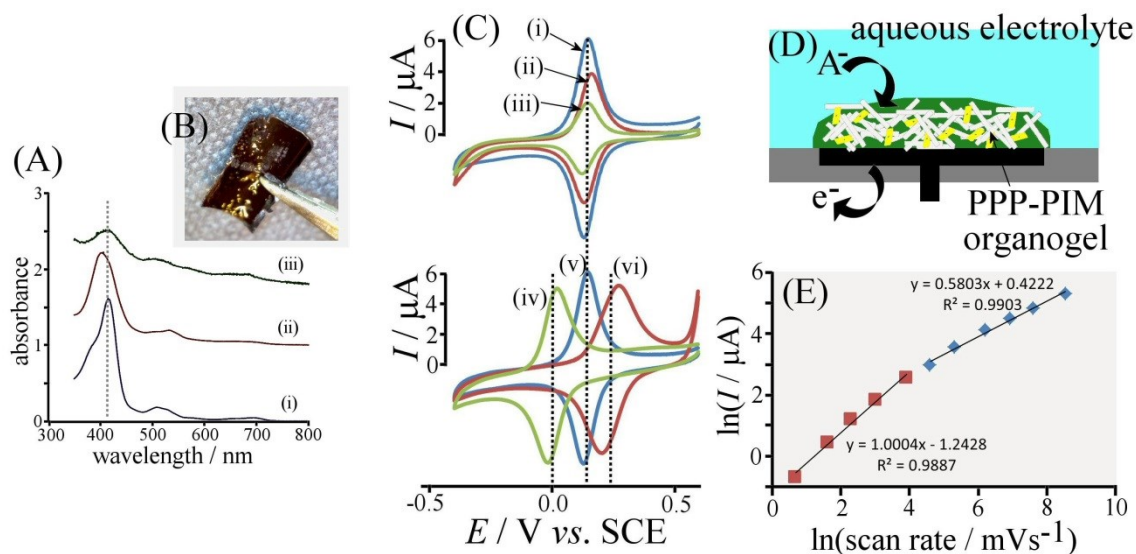 (A)
3
2
1
0
absorbance
(iii)
(ii)
(i)
300 400 500 600 700 800
wavelength / nm
(B)
(C)
6
4
2
0
I / μA
(i)
(ii)
(iii)
6
4
2
0
I / μA
(iv)
(v)
(vi)
-0.5 0.0 0.5
E / V vs. SCE
(D)
aqueous electrolyte
A-
e-
PPP-PIM
organogel
(E)
6
4
2
0
ln(I / μA)
y = 0.5803x + 0.4222
R² = 0.9903
y = 1.0004x - 1.2428
R² = 0.9887
0 2 4 6 8 10
ln(scan rate / mVs-1)